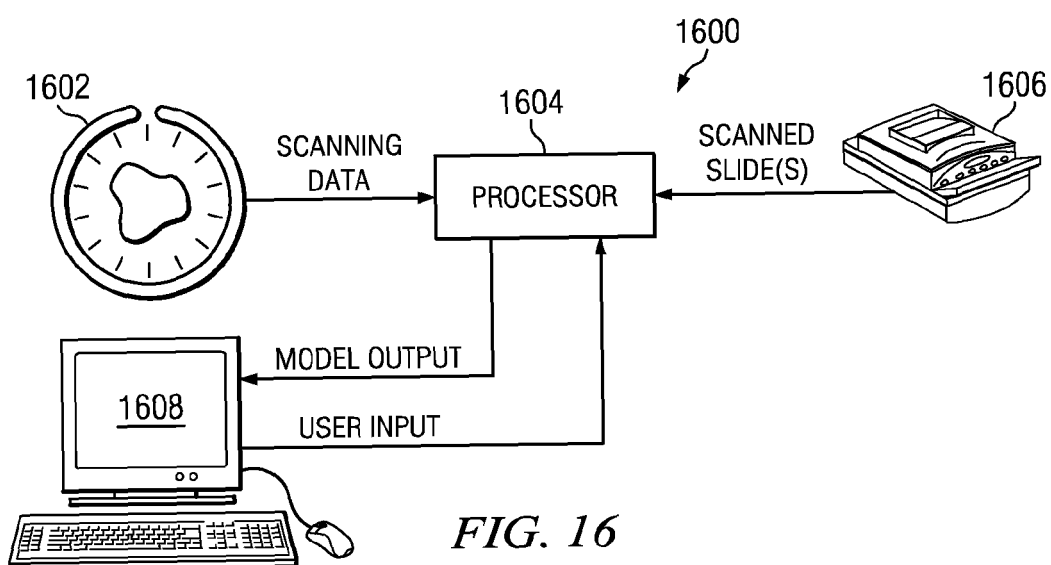 1600
1602
1604
1606
SCANNING
DATA
PROCESSOR
SCANNED
SLIDE(S)
MODEL OUTPUT
1608
USER INPUT
FIG. 16